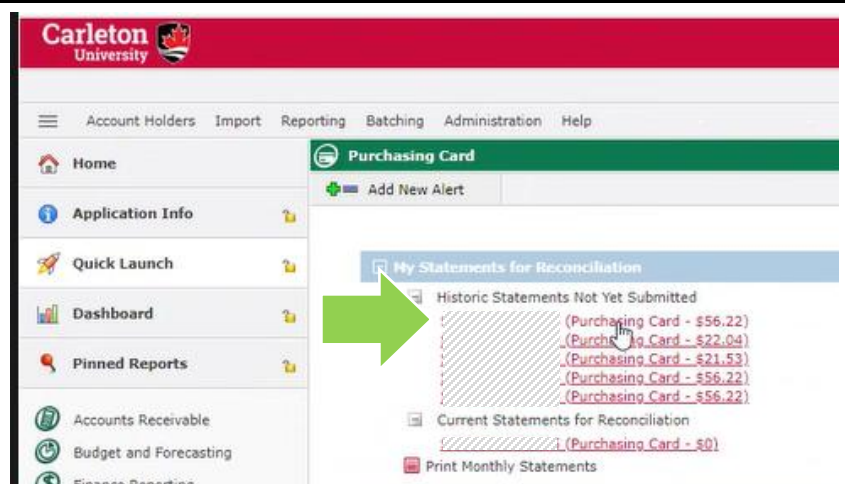 Carleton
University
Account Holders Import Reporting Batching Administration Help
Home
Purchasing Card
Add New Alert
Application Info
Quick Launch
My Statements for Reconciliation
Historic Statements Not Yet Submitted
Dashboard
(Purchasing Card - $56.22)
(Purchasing Card - $22.04)
(Purchasing Card - $21.53)
Pinned Reports
(Purchasing Card - $56.22)
(Purchasing Card - $56.22)
Accounts Receivable
Current Statements for Reconciliation
(Purchasing Card - $0)
Budget and Forecasting
Print Monthly Statements
Finance Reporting